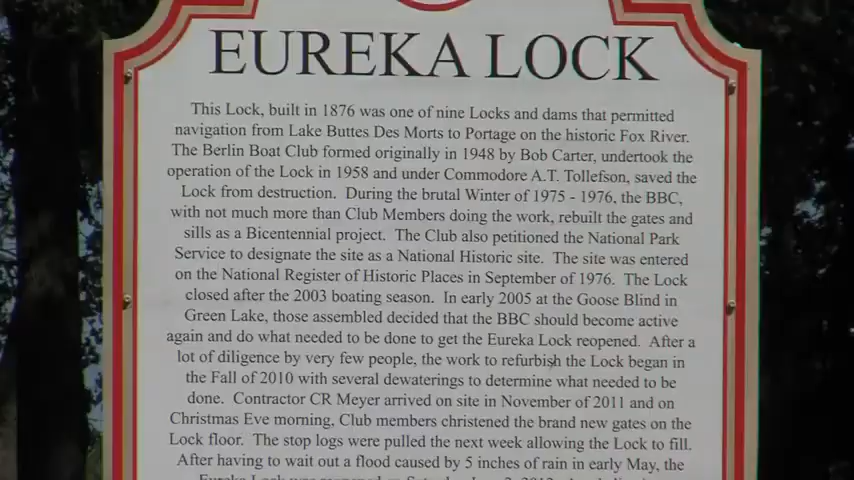 EUREKA LOCK
This Lock, built in 1876 was one of nine Locks and dams that permitted
navigation from Lake Buttes Des Morts to Portage on the historic Fox River.
The Berlin Boat Club formed originally in 1948 by Bob Carter, undertook the
operation of the Lock in 1958 and under Commodore A.T. Tollefson, saved the
Lock from destruction. During the brutal Winter of 1975 - 1976, the BBC,
with not much more than Club Members doing the work, rebuilt the gates and
sills as a Bicentennial project. The Club also petitioned the National Park
Service to designate the site as a National Historic site. The site was entered
on the National Register of Historic Places in September of 1976. The Lock
closed after the 2003 boating season. In early 2005 at the Goose Blind in
Green Lake, those assembled decided that the BBC should become active
again and do what needed to be done to get the Eureka Lock reopened. After a
lot of diligence by very few people, the work to refurbish the Lock began in
the Fall of 2010 with several dewaterings to determine what needed to be
done. Contractor CR Meyer arrived on site in November of 2011 and on
Christmas Eve morning, Club members christened the brand new gates on the
Lock floor. The stop logs were pulled the next week allowing the Lock to fill.
After having to wait out a flood caused by 5 inches of rain in early May, the